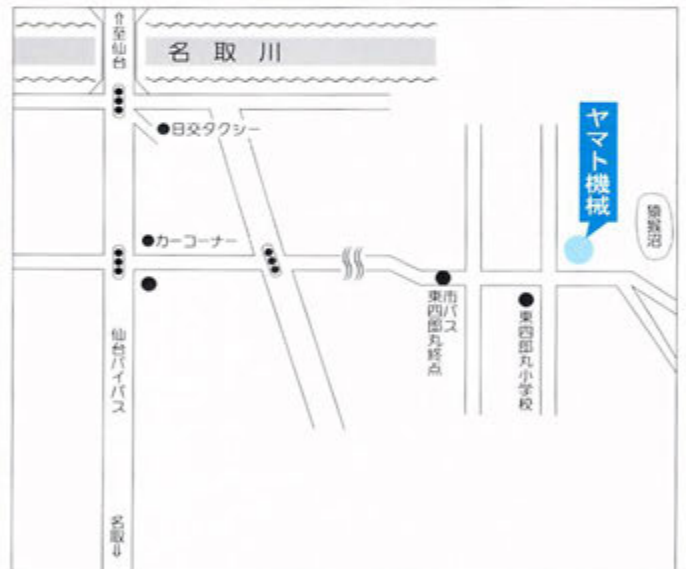 ⇧至仙台
名取川
日交タクシー
ヤマト機械
猿猴沼
カーコーナー
市バス
東四郎丸終点
東四郎丸小学校
仙台バイパス
名取⇩